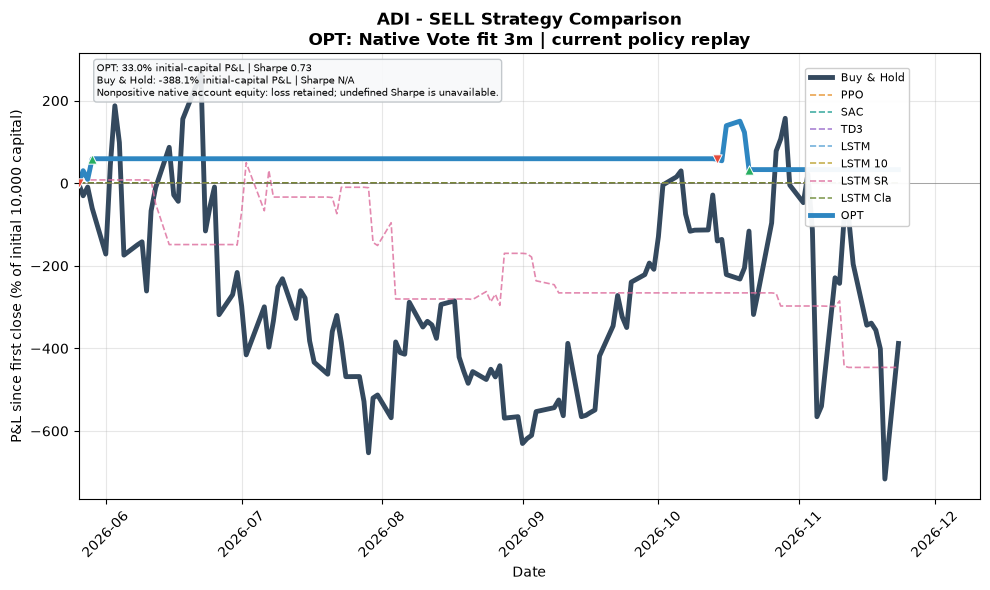 ADI - SELL Strategy Comparison
OPT: Native Vote fit 3m | current policy replay
OPT: 33.0% initial-capital P&L | Sharpe 0.73
Buy & Hold: -388.1% initial-capital P&L | Sharpe N/A
Nonpositive native account equity: loss retained; undefined Sharpe is unavailable.
Buy & Hold
PPO
SAC
TD3
LSTM
LSTM 10
LSTM SR
LSTM Cla
OPT
P&L since first close (% of initial 10,000 capital)
200
0
−200
−400
−600
2026-06
2026-07
2026-08
2026-09
2026-10
2026-11
2026-12
Date